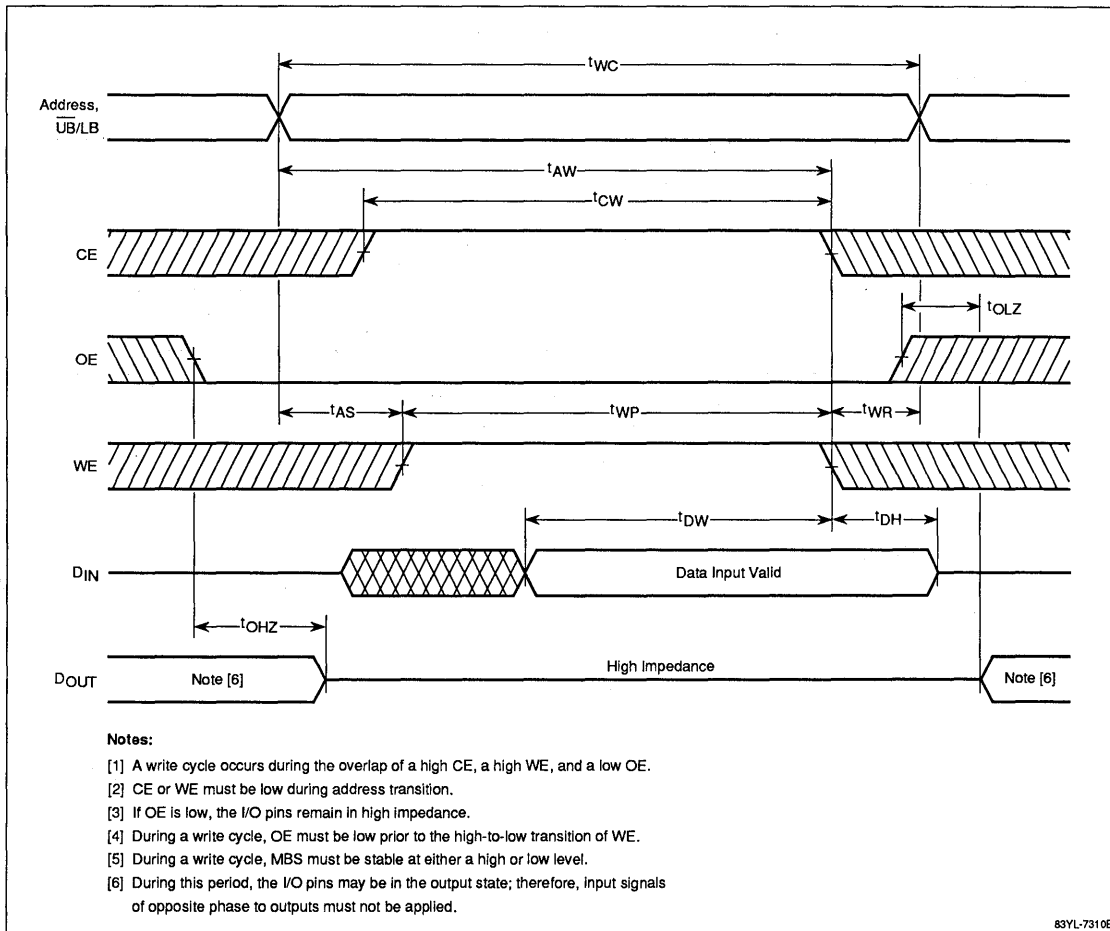 tWC
Address,
UB/LB
tAW
tCW
CE
tOLZ
OE
tAS
tWP
tWR
WE
tDW
tDH
DIN
Data Input Valid
tOHZ
High Impedance
DOUT
Note [6]
Note [6]
Notes:
[1] A write cycle occurs during the overlap of a high CE, a high WE, and a low OE.
[2] CE or WE must be low during address transition.
[3] If OE is low, the I/O pins remain in high impedance.
[4] During a write cycle, OE must be low prior to the high-to-low transition of WE.
[5] During a write cycle, MBS must be stable at either a high or low level.
[6] During this period, the I/O pins may be in the output state; therefore, input signals
of opposite phase to outputs must not be applied.
83YL-7310B